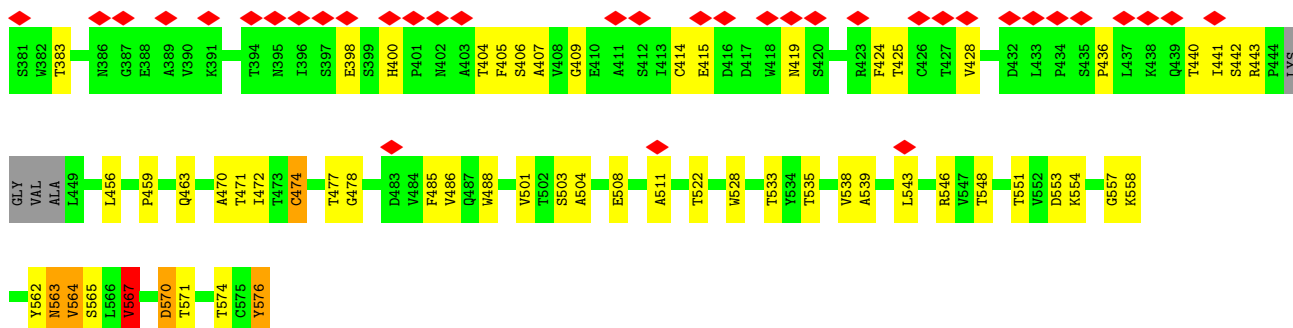 S381 W382 T383 N386 G387 E388 A389 V390 K391 T394 N395 I396 S397 E398 S399 H400 P401 N402 A403 T404 F405 S406 A407 V408 G409 E410 A411 S412 I413 C414 E415 D416 D417 W418 N419 S420 R423 F424 T425 C426 T427 V428 D432 L433 P434 S435 P436 L437 K438 Q439 T440 I441 S442 R443 P444 LYS
GLY VAL ALA L449 L456 P459 Q463 A470 T471 I472 T473 C474 T477 G478 D483 V484 F485 V486 Q487 W488 V501 T502 S503 A504 E508 A511 T522 W528 T533 Y534 T535 V538 A539 L543 R546 V547 T548 T551 V552 D553 K554 G557 K558
Y562 N563 V564 S565 L566 V567 D570 T571 T574 C575 Y576